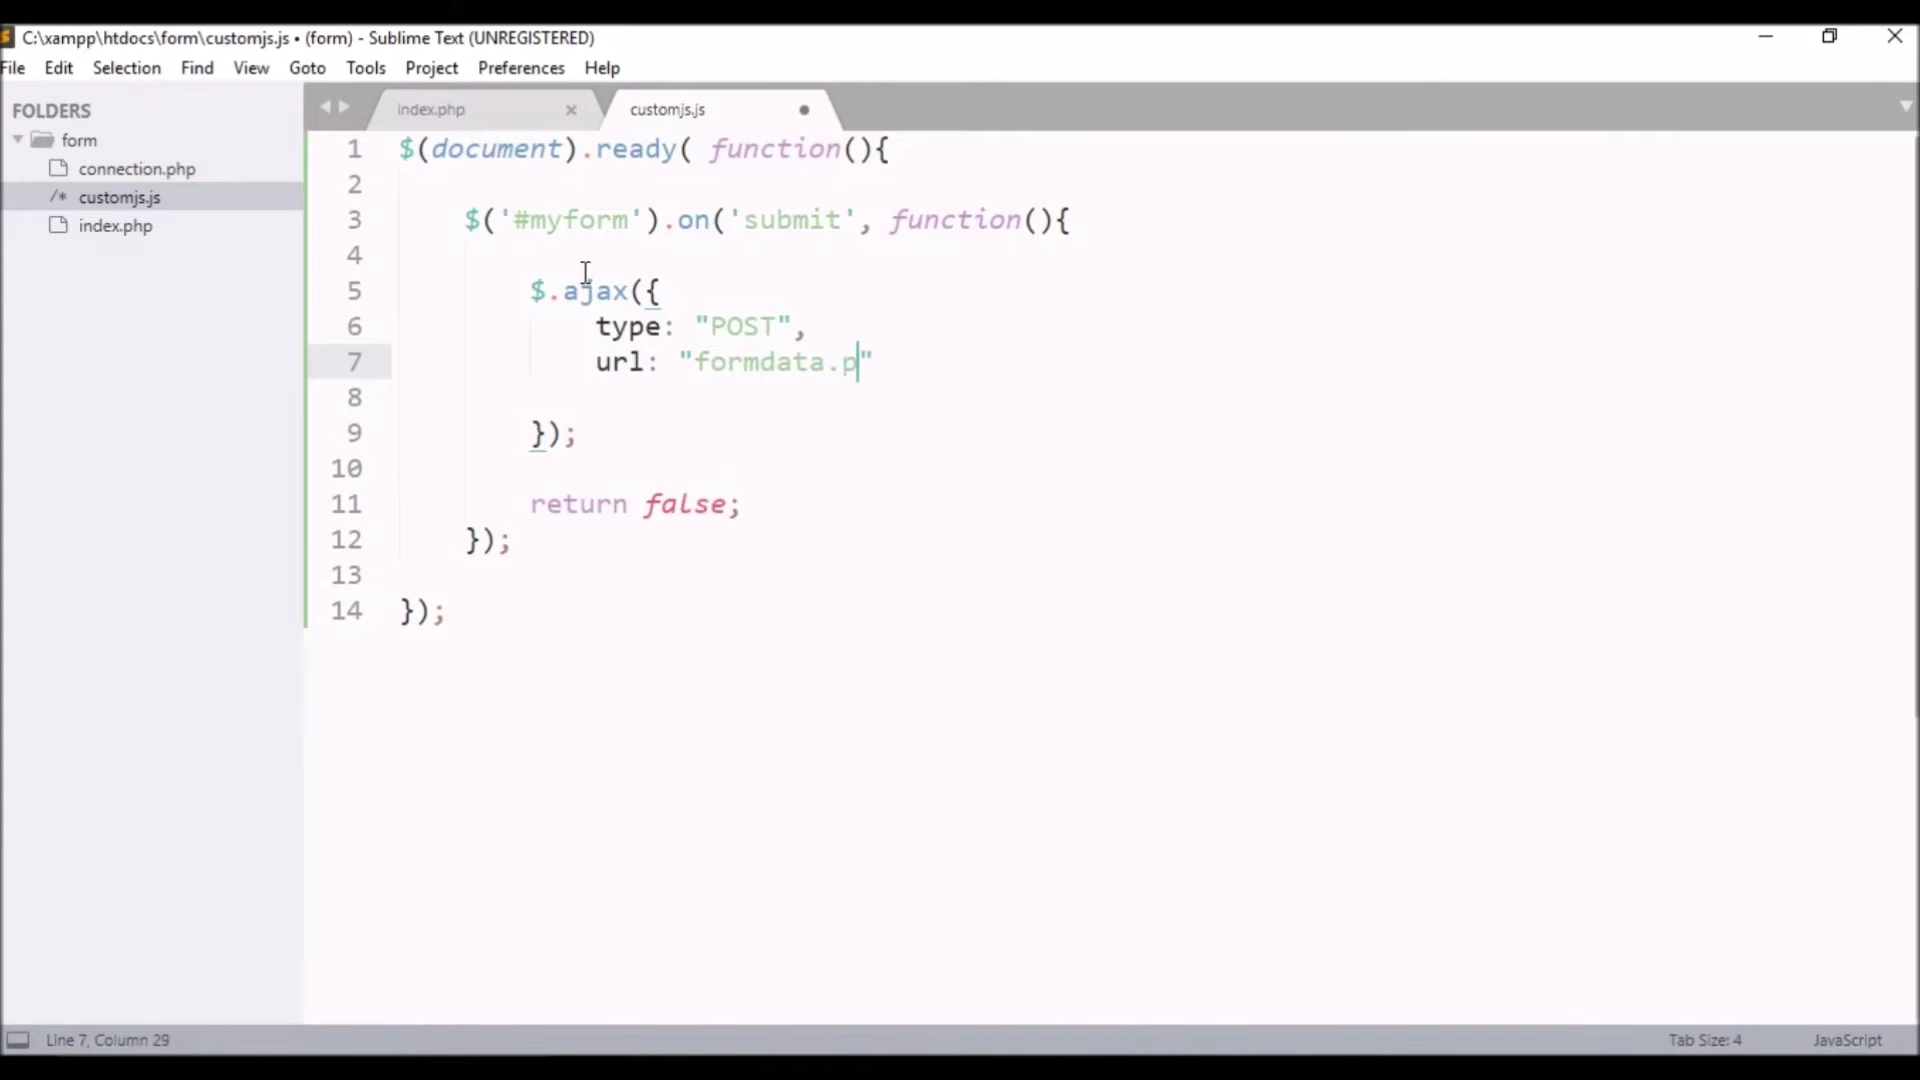 C:\xampp\htdocs\form\customjs.js • (form) - Sublime Text (UNREGISTERED)
File Edit Selection Find View Goto Tools Project Preferences Help
FOLDERS
form
connection.php
/* customjs.js
index.php
index.php
customjs.js
1 $(document).ready( function(){
2
3 $('#myform').on('submit', function(){
4
5 $.ajax({
6 type: "POST",
7 url: "formdata.p"
8
9 });
10
11 return false;
12 });
13
14 });
Line 7, Column 29
Tab Size: 4
JavaScript